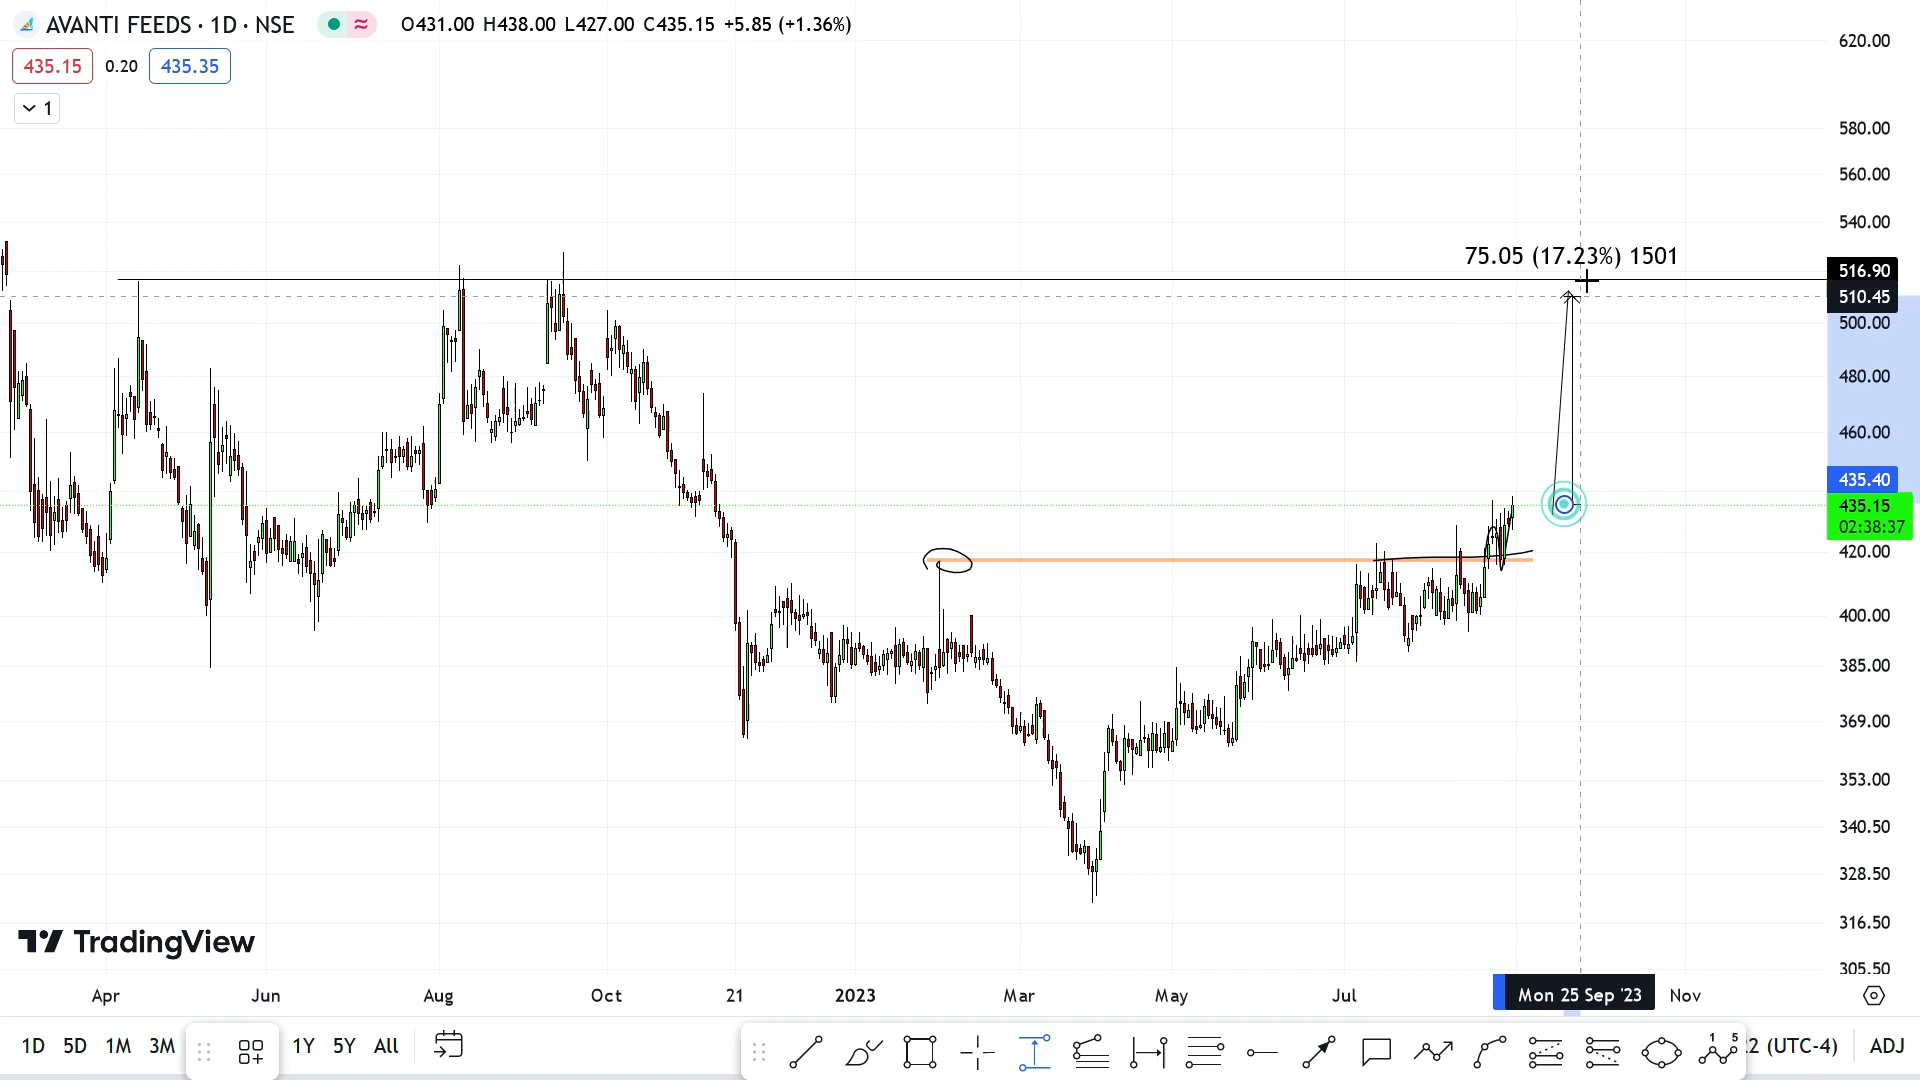 AVANTI FEEDS · 1D · NSE
O431.00 H438.00 L427.00 C435.15 +5.85 (+1.36%)
435.15 0.20 435.35
1
75.05 (17.23%) 1501
620.00
580.00
560.00
540.00
516.90
510.45
500.00
480.00
460.00
435.40
435.15
02:38:37
420.00
400.00
385.00
369.00
353.00
340.50
328.50
316.50
305.50
TradingView
Apr Jun Aug Oct 21 2023 Mar May Jul Mon 25 Sep '23 Nov
1D 5D 1M 3M 1Y 5Y All
1 5
22 (UTC-4) ADJ